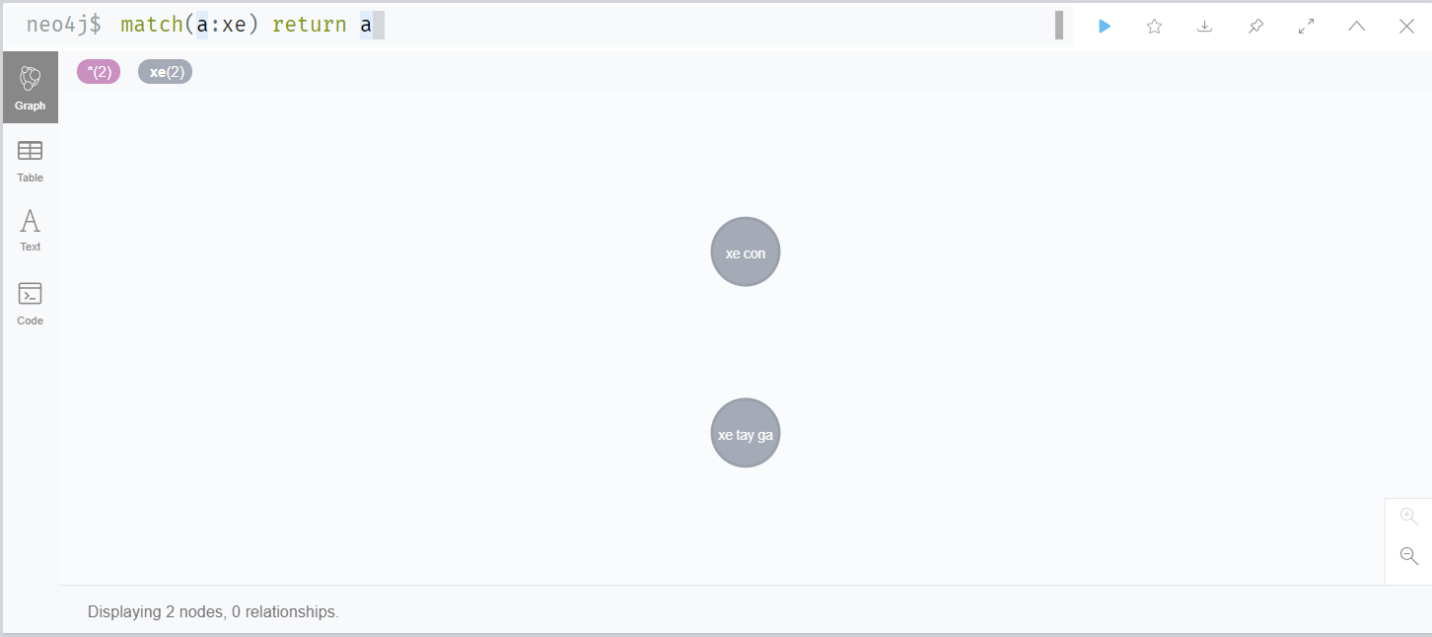 neo4j$ match(a:xe) return a
*(2) xe(2)
Graph
Table
Text
Code
xe con
xe tay ga
Displaying 2 nodes, 0 relationships.